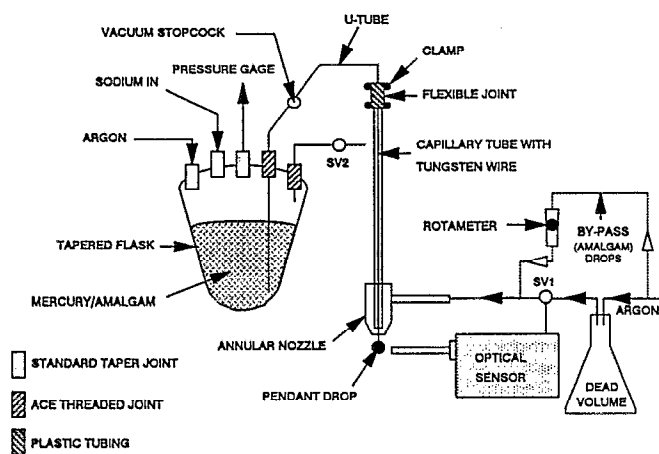 U-TUBE
VACUUM STOPCOCK
CLAMP
PRESSURE GAGE
SODIUM IN
FLEXIBLE JOINT
ARGON
SV2
CAPILLARY TUBE WITH
TUNGSTEN WIRE
ROTAMETER
BY-PASS
(AMALGAM)
DROPS
TAPERED FLASK
MERCURY/AMALGAM
SV1
ARGON
ANNULAR NOZZLE
OPTICAL
SENSOR
PENDANT DROP
DEAD
VOLUME
STANDARD TAPER JOINT
ACE THREADED JOINT
PLASTIC TUBING